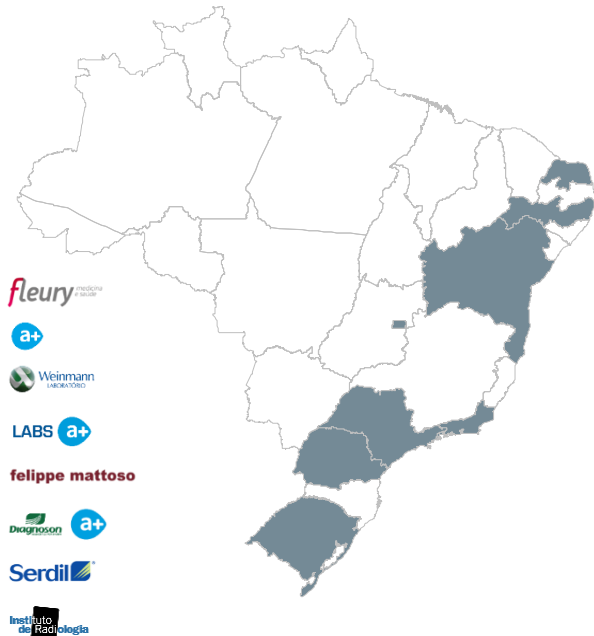 fleury medicina
e saúde
a+
Weinmann
LABORATÓRIO
LABS a+
felippe mattoso
Diagnoson a+
Serdil
Instituto
de Radiologia